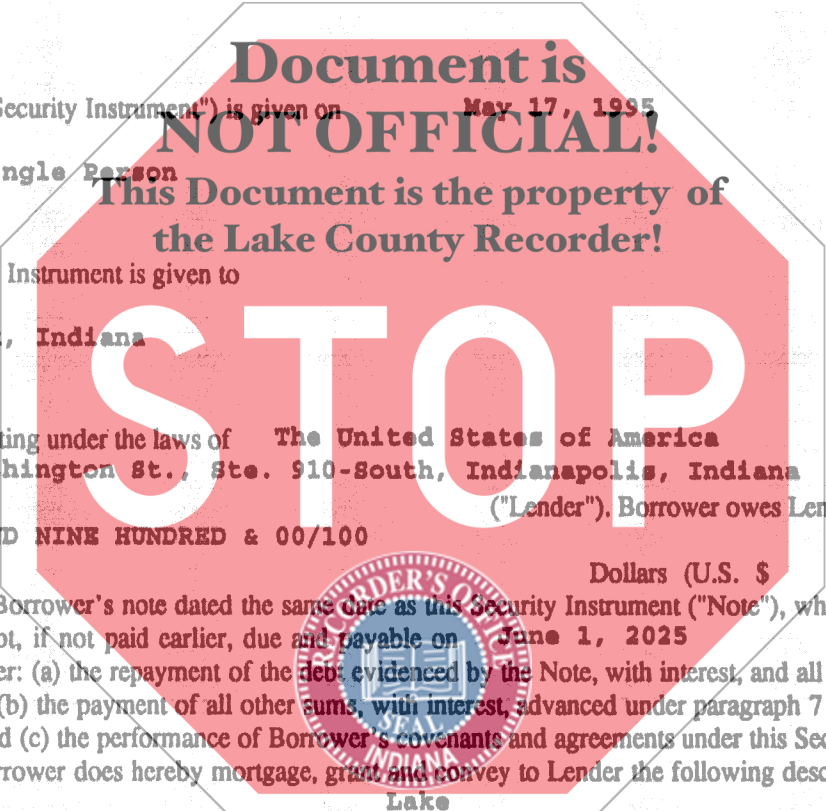 Document is
Security Instrument") is given on May 17, 1995
NOT OFFICIAL!
ngle Person
This Document is the property of
the Lake County Recorder!
Instrument is given to
, Indiana
STOP
ting under the laws of The United States of America
hington St., Ste. 910-South, Indianapolis, Indiana
("Lender"). Borrower owes Len
D NINE HUNDRED & 00/100
Dollars (U.S. $
Borrower's note dated the same date as this Security Instrument ("Note"), wh
bt, if not paid earlier, due and payable on June 1, 2025
er: (a) the repayment of the debt evidenced by the Note, with interest, and all
(b) the payment of all other sums, with interest, advanced under paragraph 7
d (c) the performance of Borrower's covenants and agreements under this Sec
rrower does hereby mortgage, grant and convey to Lender the following desc
Lake
RECORDER'S OFFICE
SEAL
INDIANA